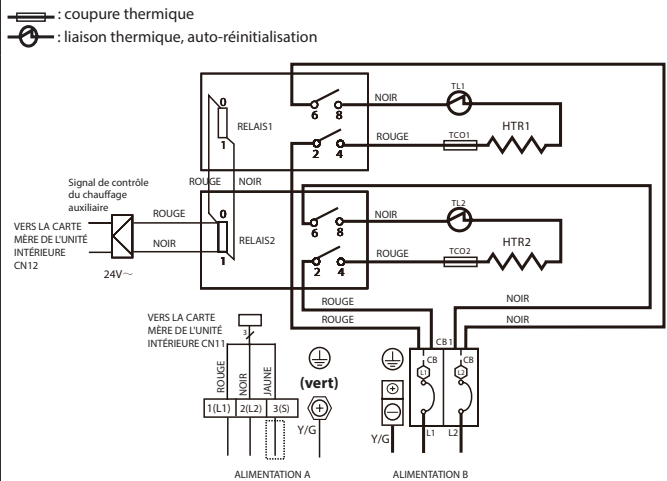 : coupure thermique
: liaison thermique, auto-réinitialisation
TL1
0
6 8
NOIR
HTR1
RELAIS1
ROUGE
TCO1
1
2 4
Signal de contrôle
du chauffage
auxiliaire
ROUGE NOIR
TL2
0
ROUGE
6 8
NOIR
VERS LA CARTE
MÈRE DE L'UNITÉ
INTÉRIEURE
CN12
NOIR
RELAIS2
HTR2
ROUGE
TCO2
1
2 4
24V~
ROUGE
NOIR
VERS LA CARTE
MÈRE DE L'UNITÉ
INTÉRIEURE CN11
ROUGE
NOIR
3
CB1
CB CB
ROUGE
NOIR
JAUNE
(vert)
L1 L2
1(L1) 2(L2) 3(S)
Y/G
Y/G
L1 L2
ALIMENTATION A
ALIMENTATION B